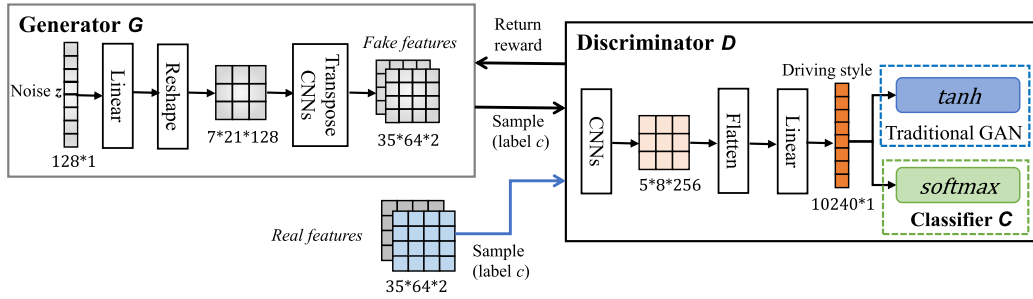 Generator G
Noise z
128*1
Linear
Reshape
7*21*128
Transpose
CNNs
Fake features
35*64*2
Return
reward
Sample
(label c)
Real features
35*64*2
Sample
(label c)
Discriminator D
CNNs
5*8*256
Flatten
Linear
Driving style
10240*1
tanh
Traditional GAN
softmax
Classifier C